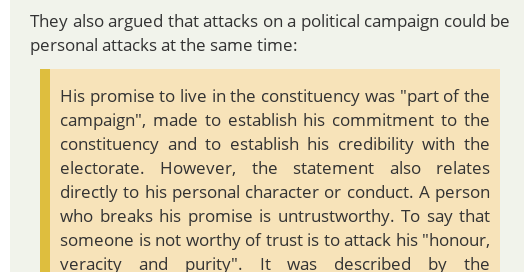 They also argued that attacks on a political campaign could be
personal attacks at the same time:
His promise to live in the constituency was "part of the
campaign", made to establish his commitment to the
constituency and to establish his credibility with the
electorate. However, the statement also relates
directly to his personal character or conduct. A person
who breaks his promise is untrustworthy. To say that
someone is not worthy of trust is to attack his "honour,
veracity and purity". It was described by the